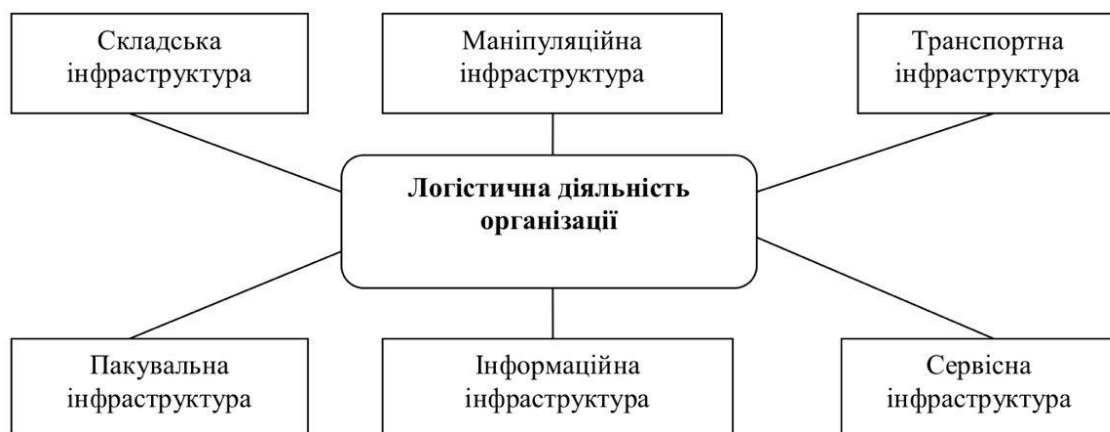 Складська
інфраструктура
Маніпуляційна
інфраструктура
Транспортна
інфраструктура
Логістична діяльність
організації
Пакувальна
інфраструктура
Інформаційна
інфраструктура
Сервісна
інфраструктура